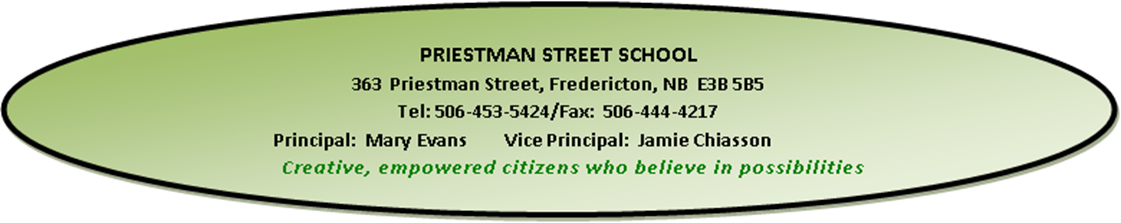 PRIESTMAN STREET SCHOOL
363 Priestman Street, Fredericton, NB E3B 5B5
Tel: 506-453-5424/Fax: 506-444-4217
Principal: Mary Evans Vice Principal: Jamie Chiasson
Creative, empowered citizens who believe in possibilities